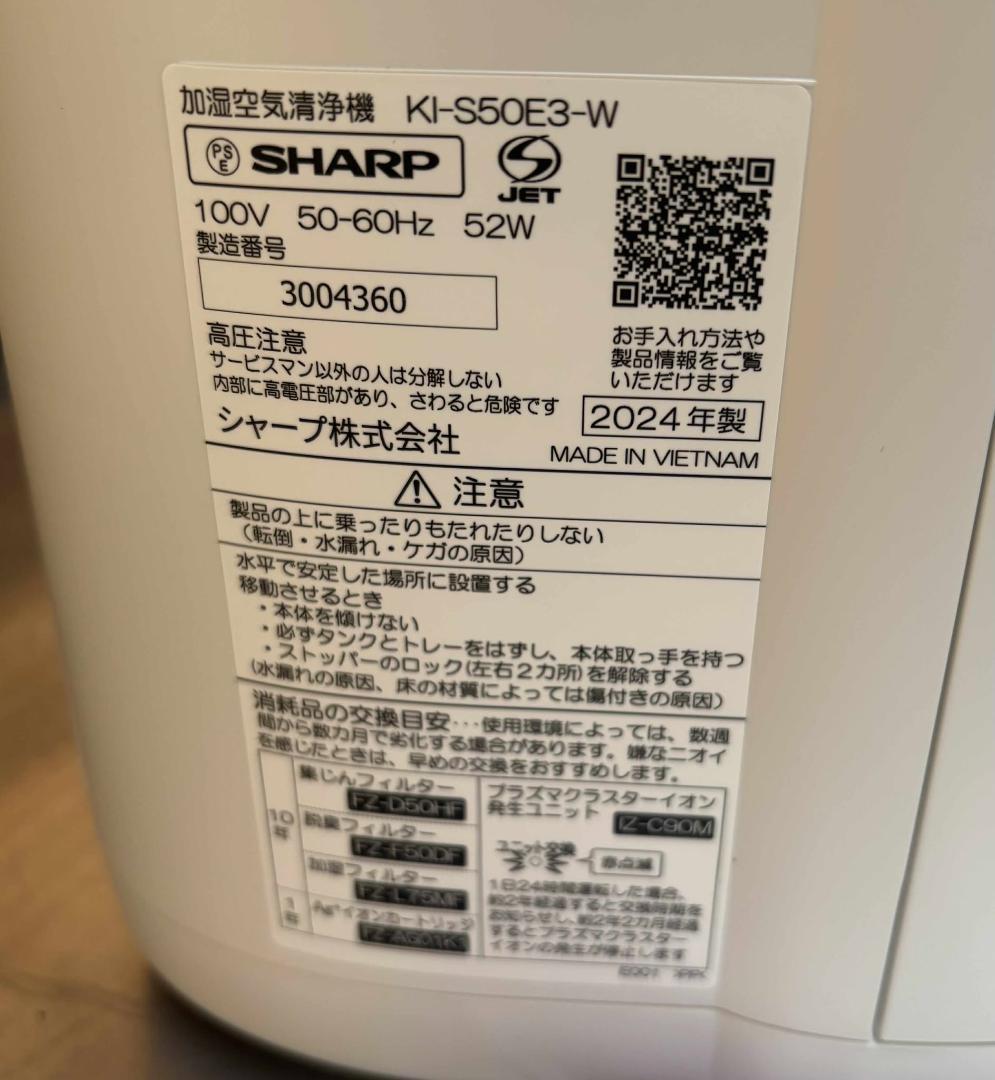 加湿空気清浄機 KI-S50E3-W
PS E SHARP JET
100V 50-60Hz 52W
製造番号
3004360
お手入れ方法や
製品情報をご覧
いただけます
高圧注意
サービスマン以外の人は分解しない
内部に高電圧部があり、さわると危険です
2024年製
シャープ株式会社
MADE IN VIETNAM
注意
製品の上に乗ったりもたれたりしない
(転倒・水漏れ・ケガの原因)
水平で安定した場所に設置する
移動させるとき
・本体を傾けない
・必ずタンクとトレーをはずし、本体取っ手を持つ
・ストッパーのロック(左右2カ所)を解除する
(水漏れの原因、床の材質によっては傷付きの原因)
消耗品の交換目安…使用環境によっては、数週
間から数カ月で劣化する場合があります。嫌なニオイ
を感じたときは、早めの交換をおすすめします。
10年
集じんフィルター
FZ-D50HF
脱臭フィルター
FZ-F50DF
加湿フィルター
FZ-L75MF
1年
Ag⁺イオンカートリッジ
プラズマクラスターイオン
発生ユニット
IZ-C90M
ユニット交換
赤点滅
1日24時間運転した場合、
約2年経過すると交換時期を
お知らせし、約2年2カ月経過
するとプラズマクラスター
イオンの発生が停止します